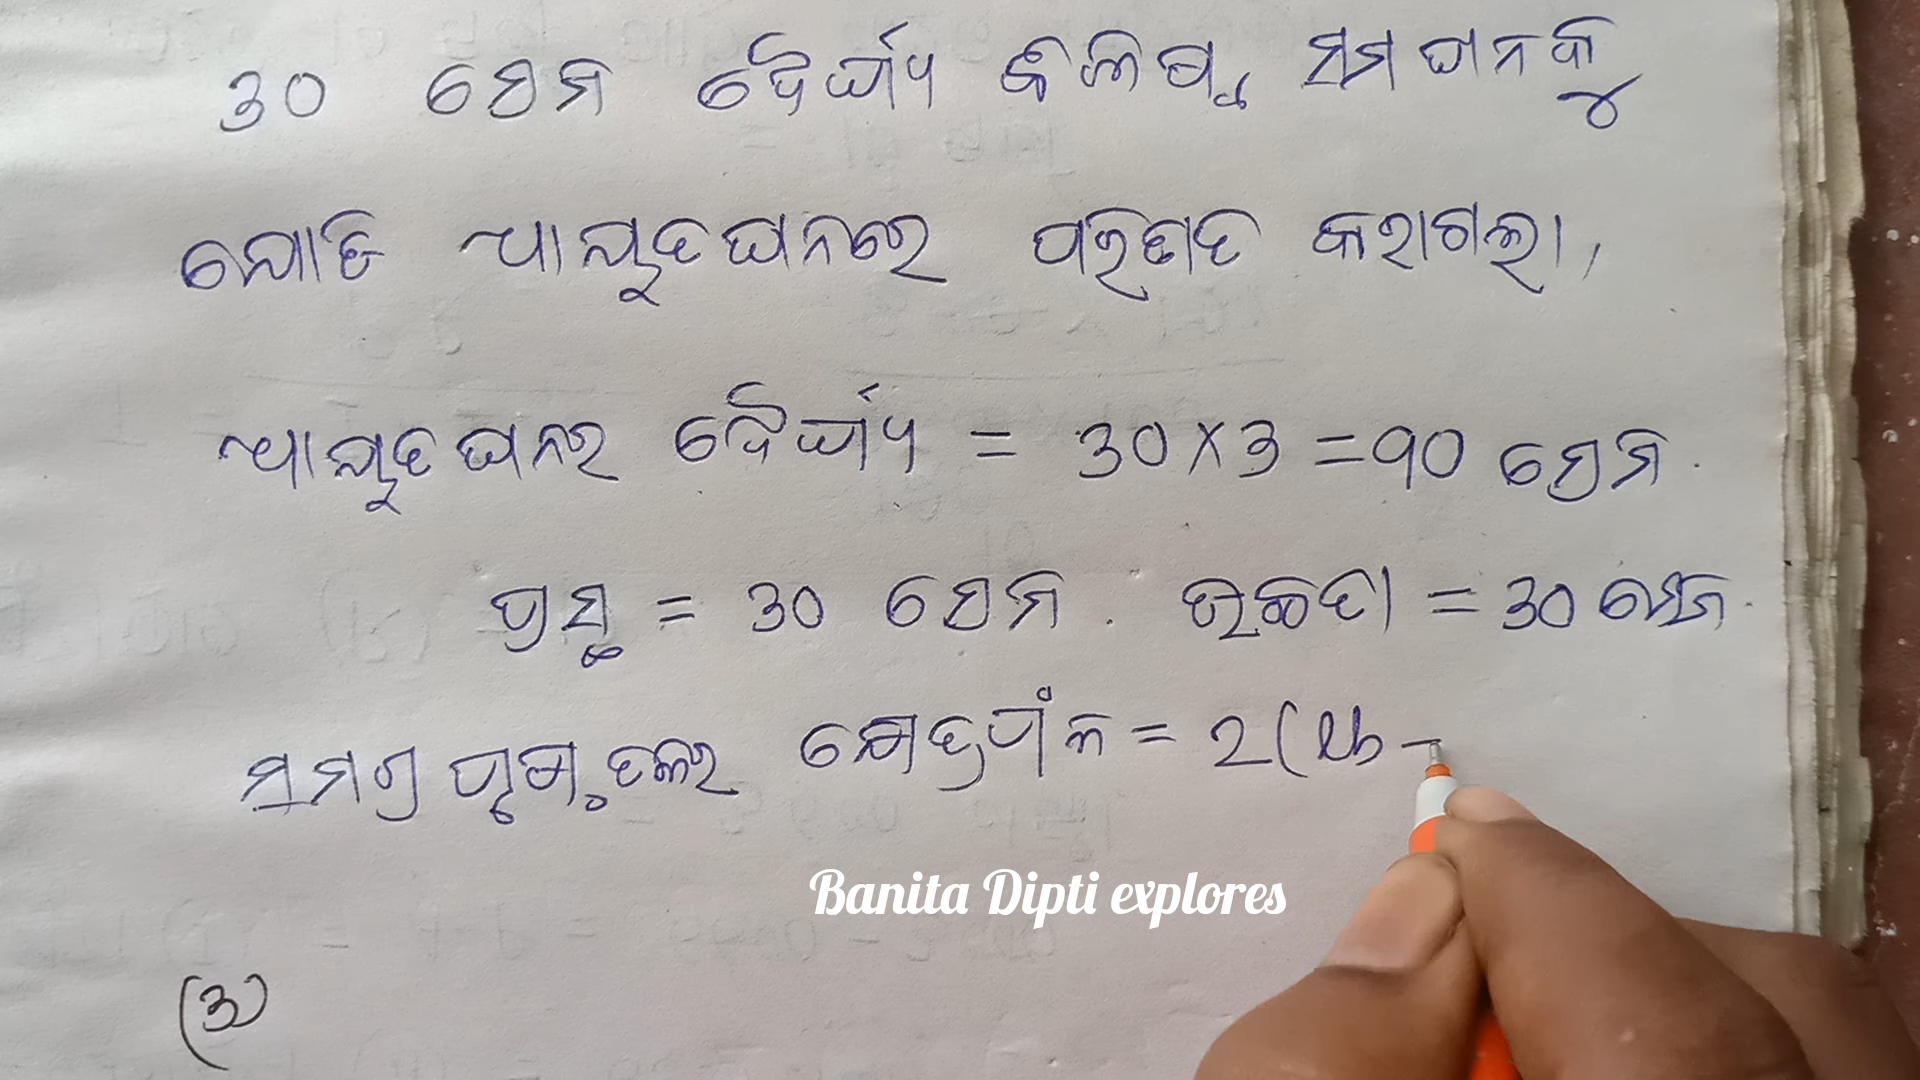 30 ସେମି ଦୈର୍ଘ୍ୟ ବିଶିଷ୍ଟ ସମଘନକୁ
ଯୋଡି ଆୟତଘନରେ ପରିଣତ କରାଗଲା,
ଆୟତଘନର ଦୈର୍ଘ୍ୟ = 30 X 3 = 90 ସେମି.
ପ୍ରସ୍ଥ = 30 ସେମି. ଉଚ୍ଚତା = 30 ସେମି.
ସମଗ୍ର ପୃଷ୍ଠତଳର କ୍ଷେତ୍ରଫଳ = 2(lb -
Banita Dipti explores
(3)